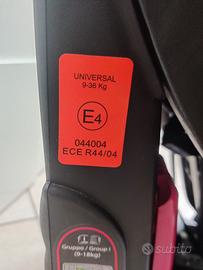 UNIVERSAL
9-36 Kg
E4
044004
ECE R44/04
Gruppo / Group I
(9-18kg)
subito